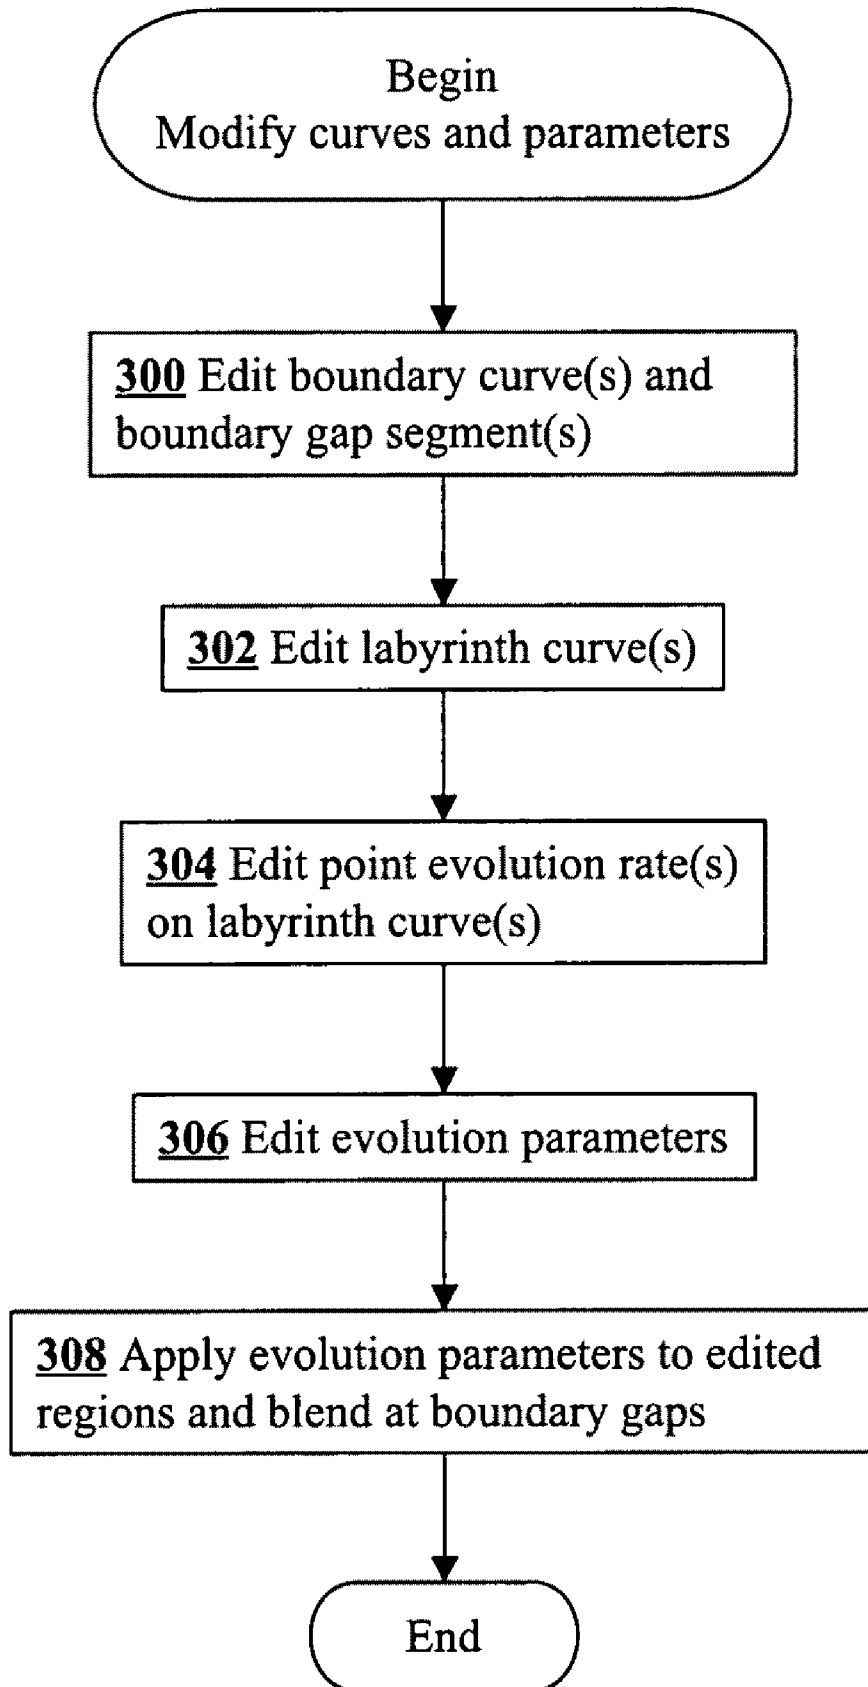 Begin
Modify curves and parameters
300 Edit boundary curve(s) and
boundary gap segment(s)
302 Edit labyrinth curve(s)
304 Edit point evolution rate(s)
on labyrinth curve(s)
306 Edit evolution parameters
308 Apply evolution parameters to edited
regions and blend at boundary gaps
End